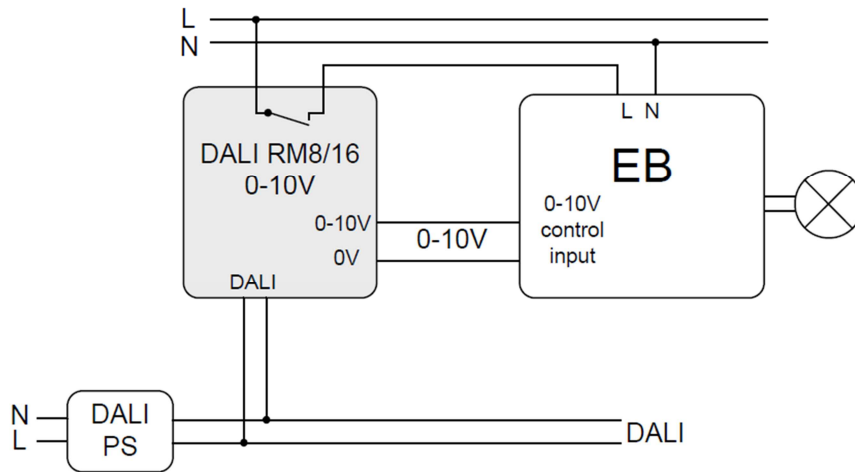 L
N
L N
DALI RM8/16
0-10V
EB
0-10V
0V
DALI
0-10V
0-10V
control
input
N
L
DALI
PS
DALI